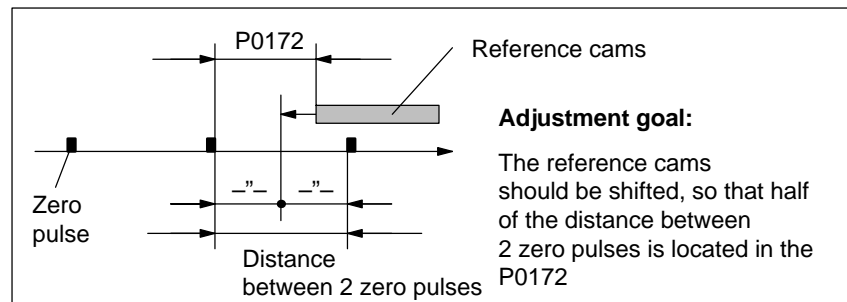 P0172
Reference cams
Adjustment goal:
The reference cams
should be shifted, so that half
of the distance between
2 zero pulses is located in the
P0172
–”– –”–
Zero
pulse
Distance
between 2 zero pulses